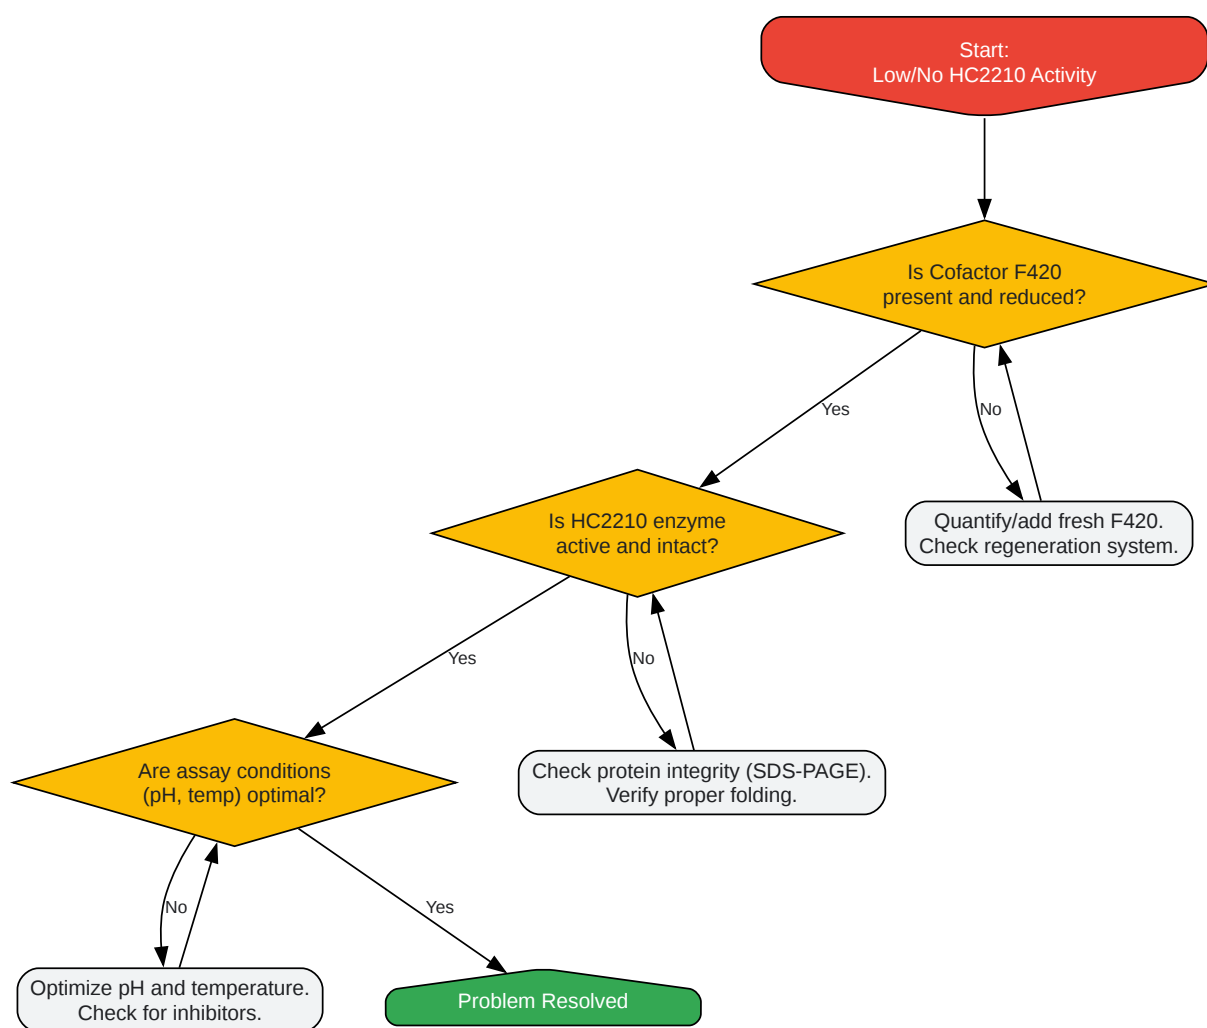 Start:
Low/No HC2210 Activity
Is Cofactor F420
present and reduced?
Yes
No
Quantify/add fresh F420.
Check regeneration system.
Is HC2210 enzyme
active and intact?
Yes
No
Check protein integrity (SDS-PAGE).
Verify proper folding.
Are assay conditions
(pH, temp) optimal?
No
Yes
Optimize pH and temperature.
Check for inhibitors.
Problem Resolved